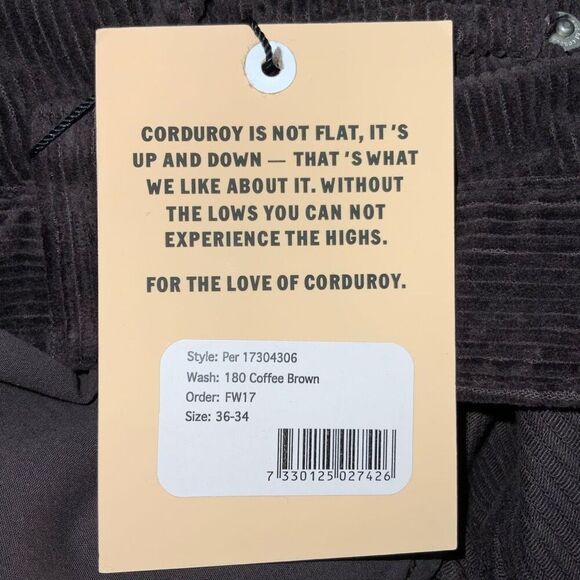 CORDUROY IS NOT FLAT, IT'S
UP AND DOWN — THAT'S WHAT
WE LIKE ABOUT IT. WITHOUT
THE LOWS YOU CAN NOT
EXPERIENCE THE HIGHS.
FOR THE LOVE OF CORDUROY.
Style: Per 17304306
Wash: 180 Coffee Brown
Order: FW17
Size: 36-34
7 330125 027426